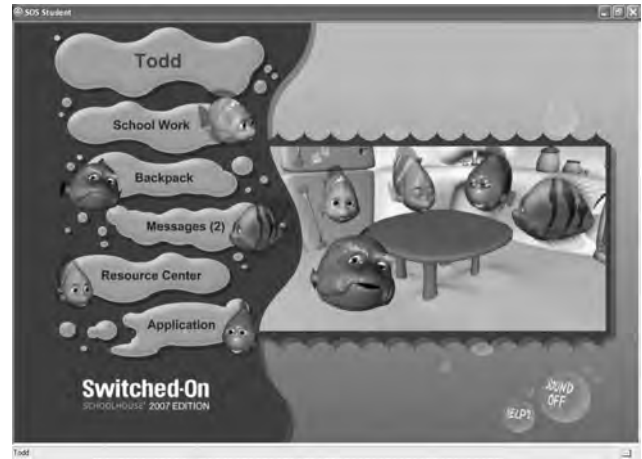 SOS Student
Todd
School Work
Backpack
Messages (2)
Resource Center
Application
Switched-On
SCHOOLHOUSE® 2007 EDITION
SOUND
OFF
HELP?
Todd